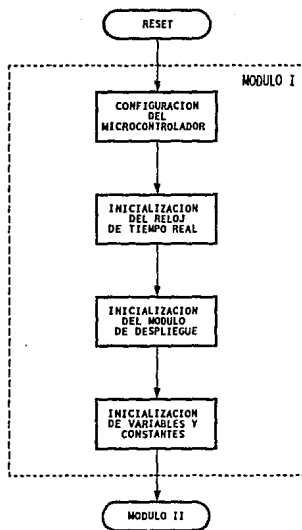 RESET
MODULO I
CONFIGURACION
DEL
MICROCONTROLADOR
INICIALIZACION
DEL RELOJ
DE TIEMPO REAL
INICIALIZACION
DEL MODULO
DE DESPLIEGUE
INICIALIZACION
DE VARIABLES Y
CONSTANTES
MODULO II